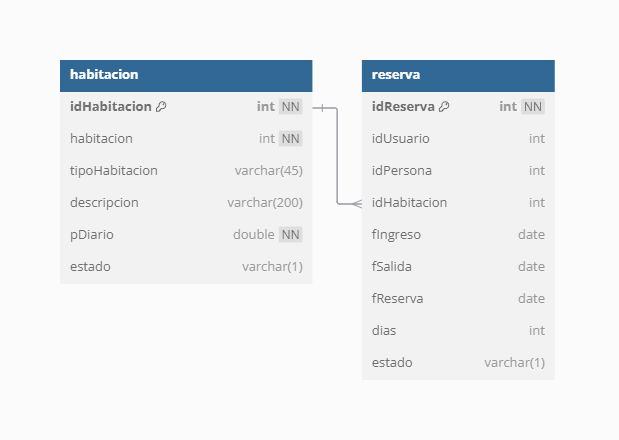 habitacion
idHabitacion int NN
habitacion int NN
tipoHabitacion varchar(45)
descripcion varchar(200)
pDiario double NN
estado varchar(1)
reserva
idReserva int NN
idUsuario int
idPersona int
idHabitacion int
fIngreso date
fSalida date
fReserva date
dias int
estado varchar(1)